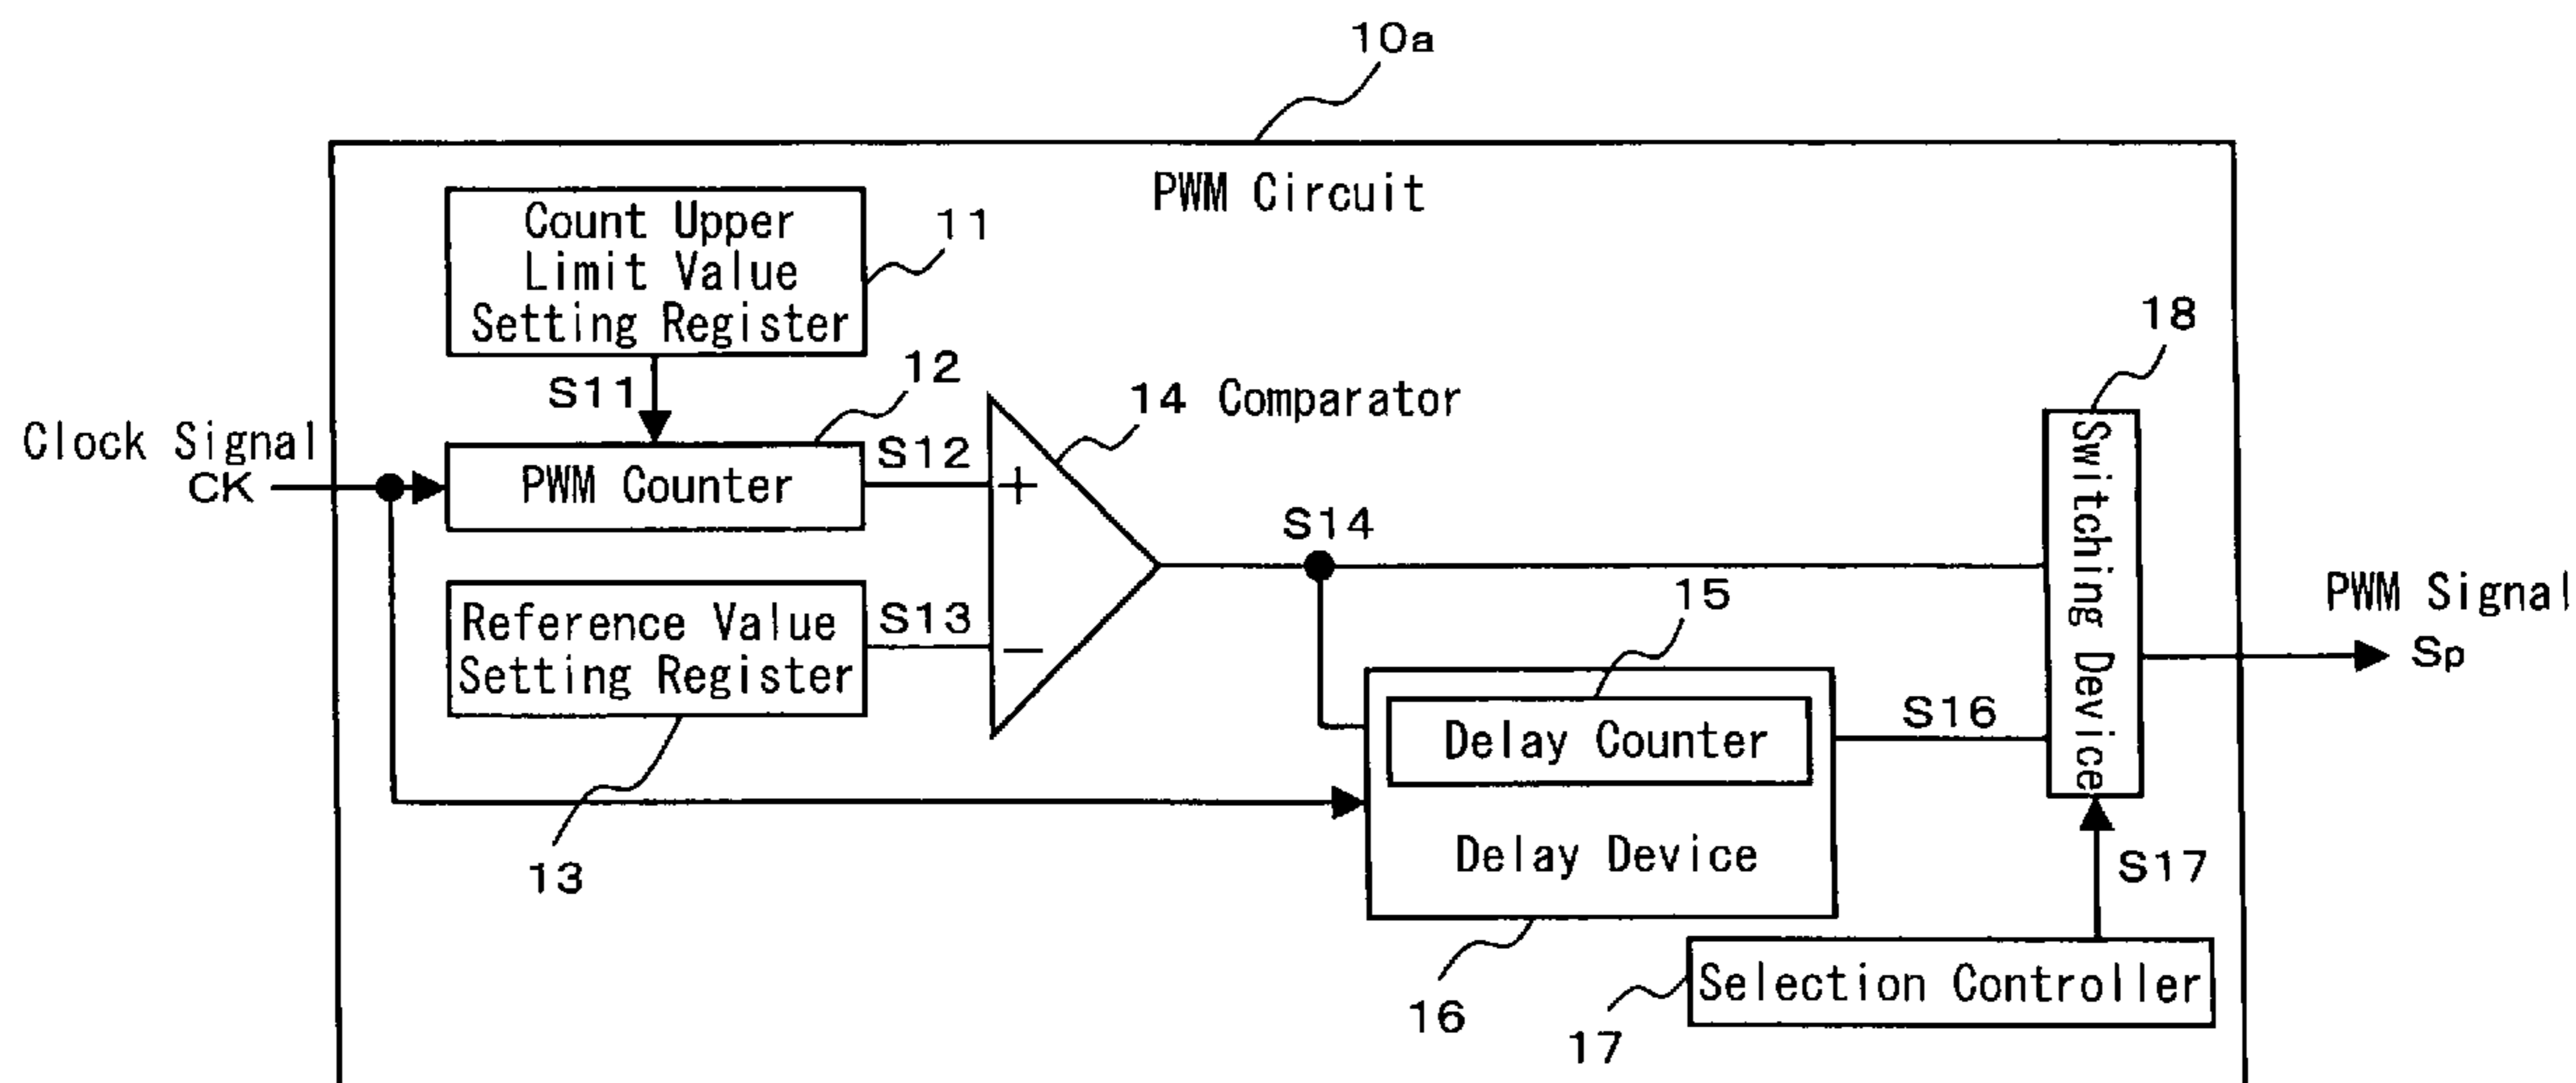 10a
PWM Circuit
Count Upper
Limit Value
Setting Register
11
S11
12
Clock Signal
CK
PWM Counter
S12
14 Comparator
+
−
Reference Value
Setting Register
S13
13
S14
15
Delay Counter
Delay Device
16
S16
18
Switching Device
S17
Selection Controller
17
PWM Signal
Sp